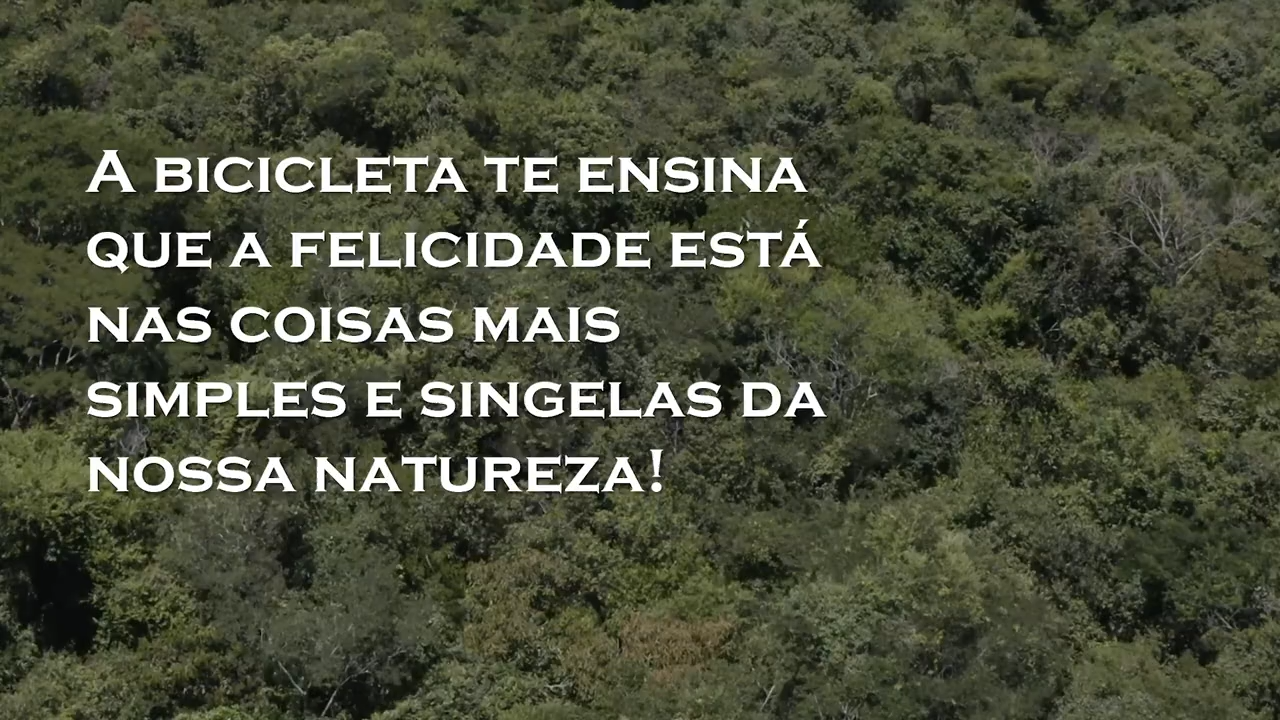 A BICICLETA TE ENSINA
QUE A FELICIDADE ESTÁ
NAS COISAS MAIS
SIMPLES E SINGELAS DA
NOSSA NATUREZA!